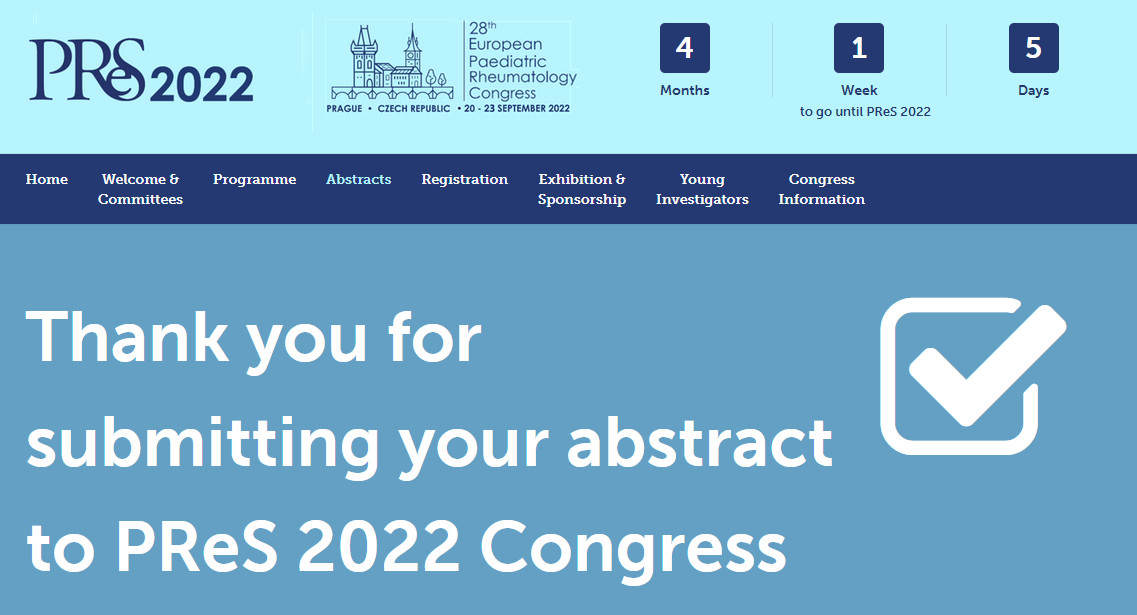 PReS 2022
28th
European
Paediatric
Rheumatology
Congress
PRAGUE • CZECH REPUBLIC • 20 - 23 SEPTEMBER 2022
4
Months
1
Week
to go until PReS 2022
5
Days
Home
Welcome &
Committees
Programme
Abstracts
Registration
Exhibition &
Sponsorship
Young
Investigators
Congress
Information
Thank you for
submitting your abstract
to PReS 2022 Congress